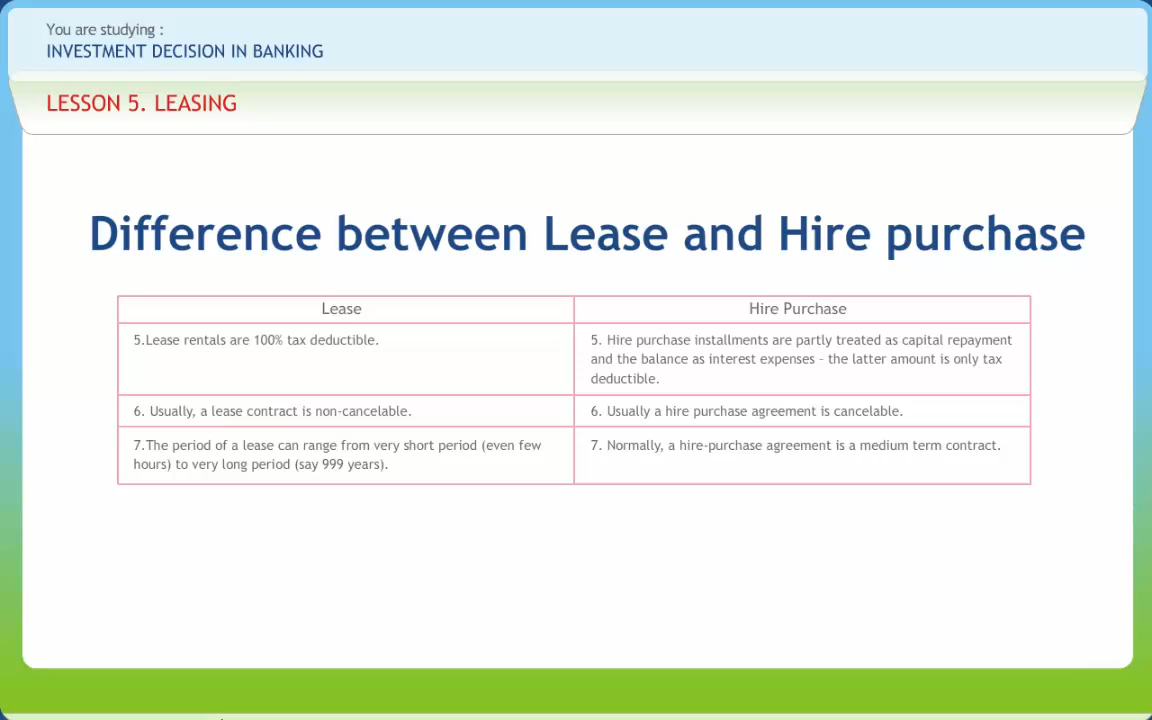 You are studying :
INVESTMENT DECISION IN BANKING
LESSON 5. LEASING
Difference between Lease and Hire purchase
Lease
Hire Purchase
5.Lease rentals are 100% tax deductible.
5. Hire purchase installments are partly treated as capital repayment
and the balance as interest expenses – the latter amount is only tax
deductible.
6. Usually, a lease contract is non-cancelable.
6. Usually a hire purchase agreement is cancelable.
7.The period of a lease can range from very short period (even few
hours) to very long period (say 999 years).
7. Normally, a hire-purchase agreement is a medium term contract.